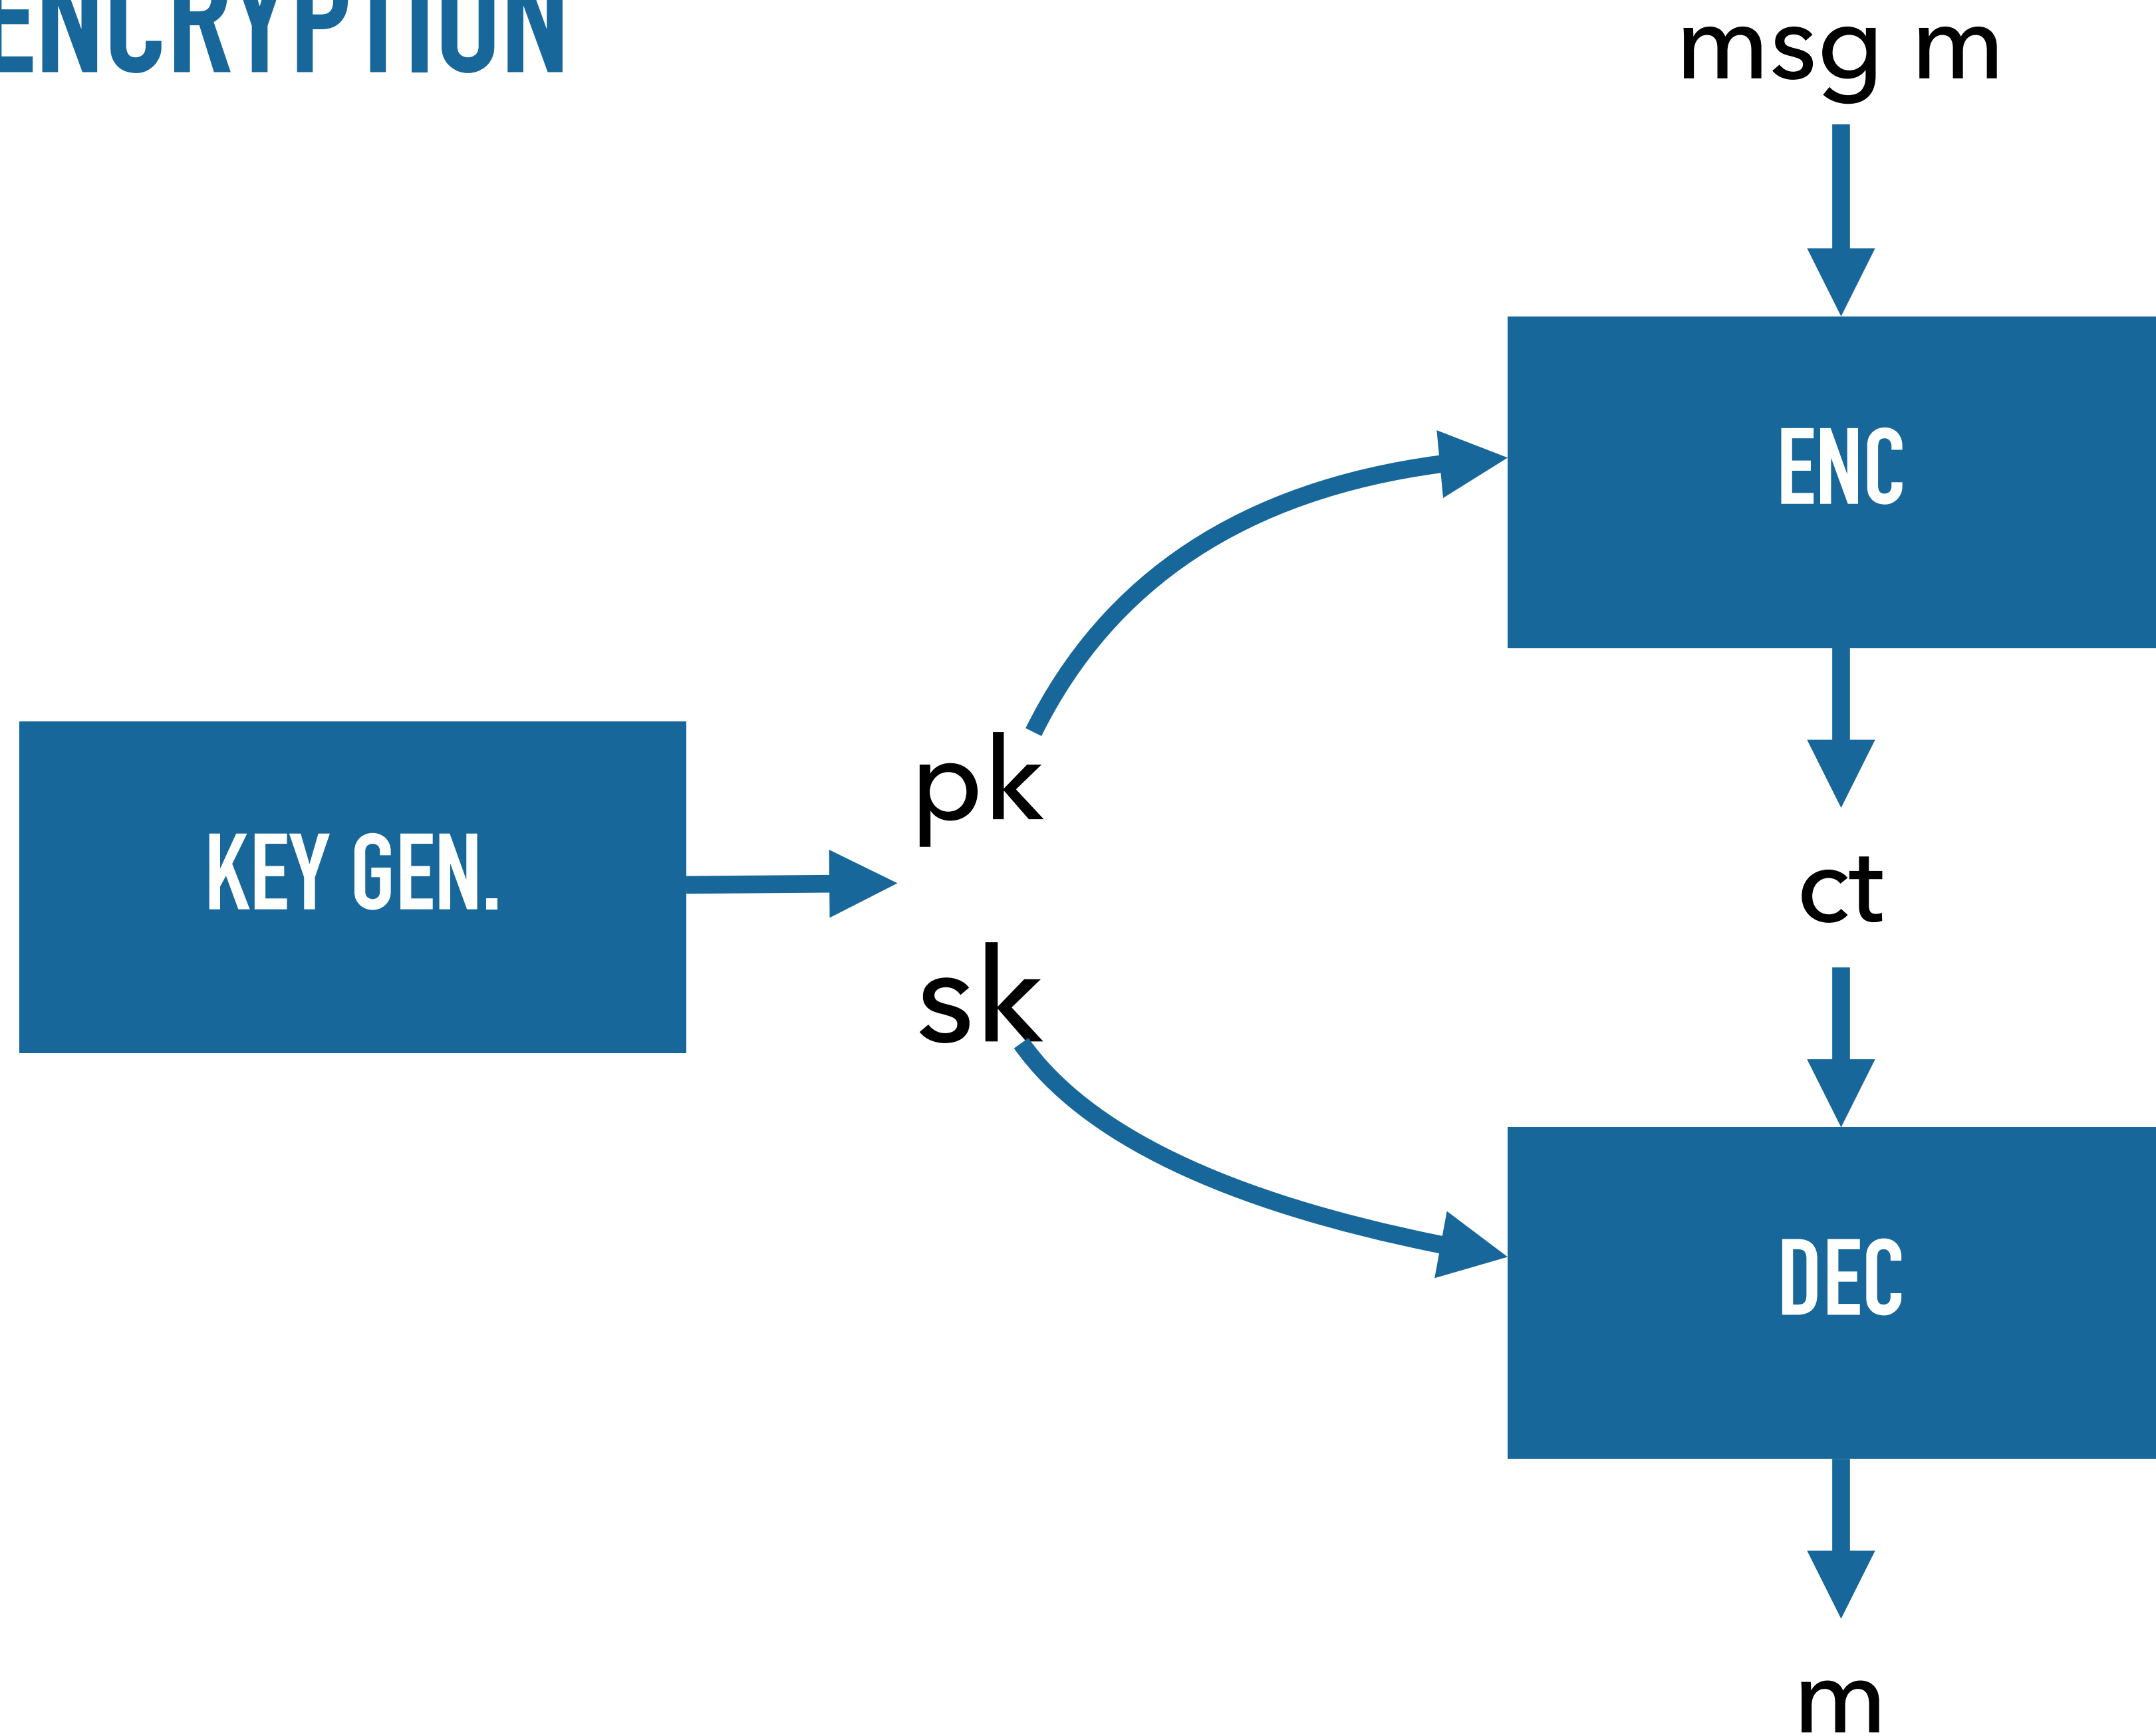 ENCRYPTION
msg m
ENC
pk
KEY GEN.
ct
sk
DEC
m